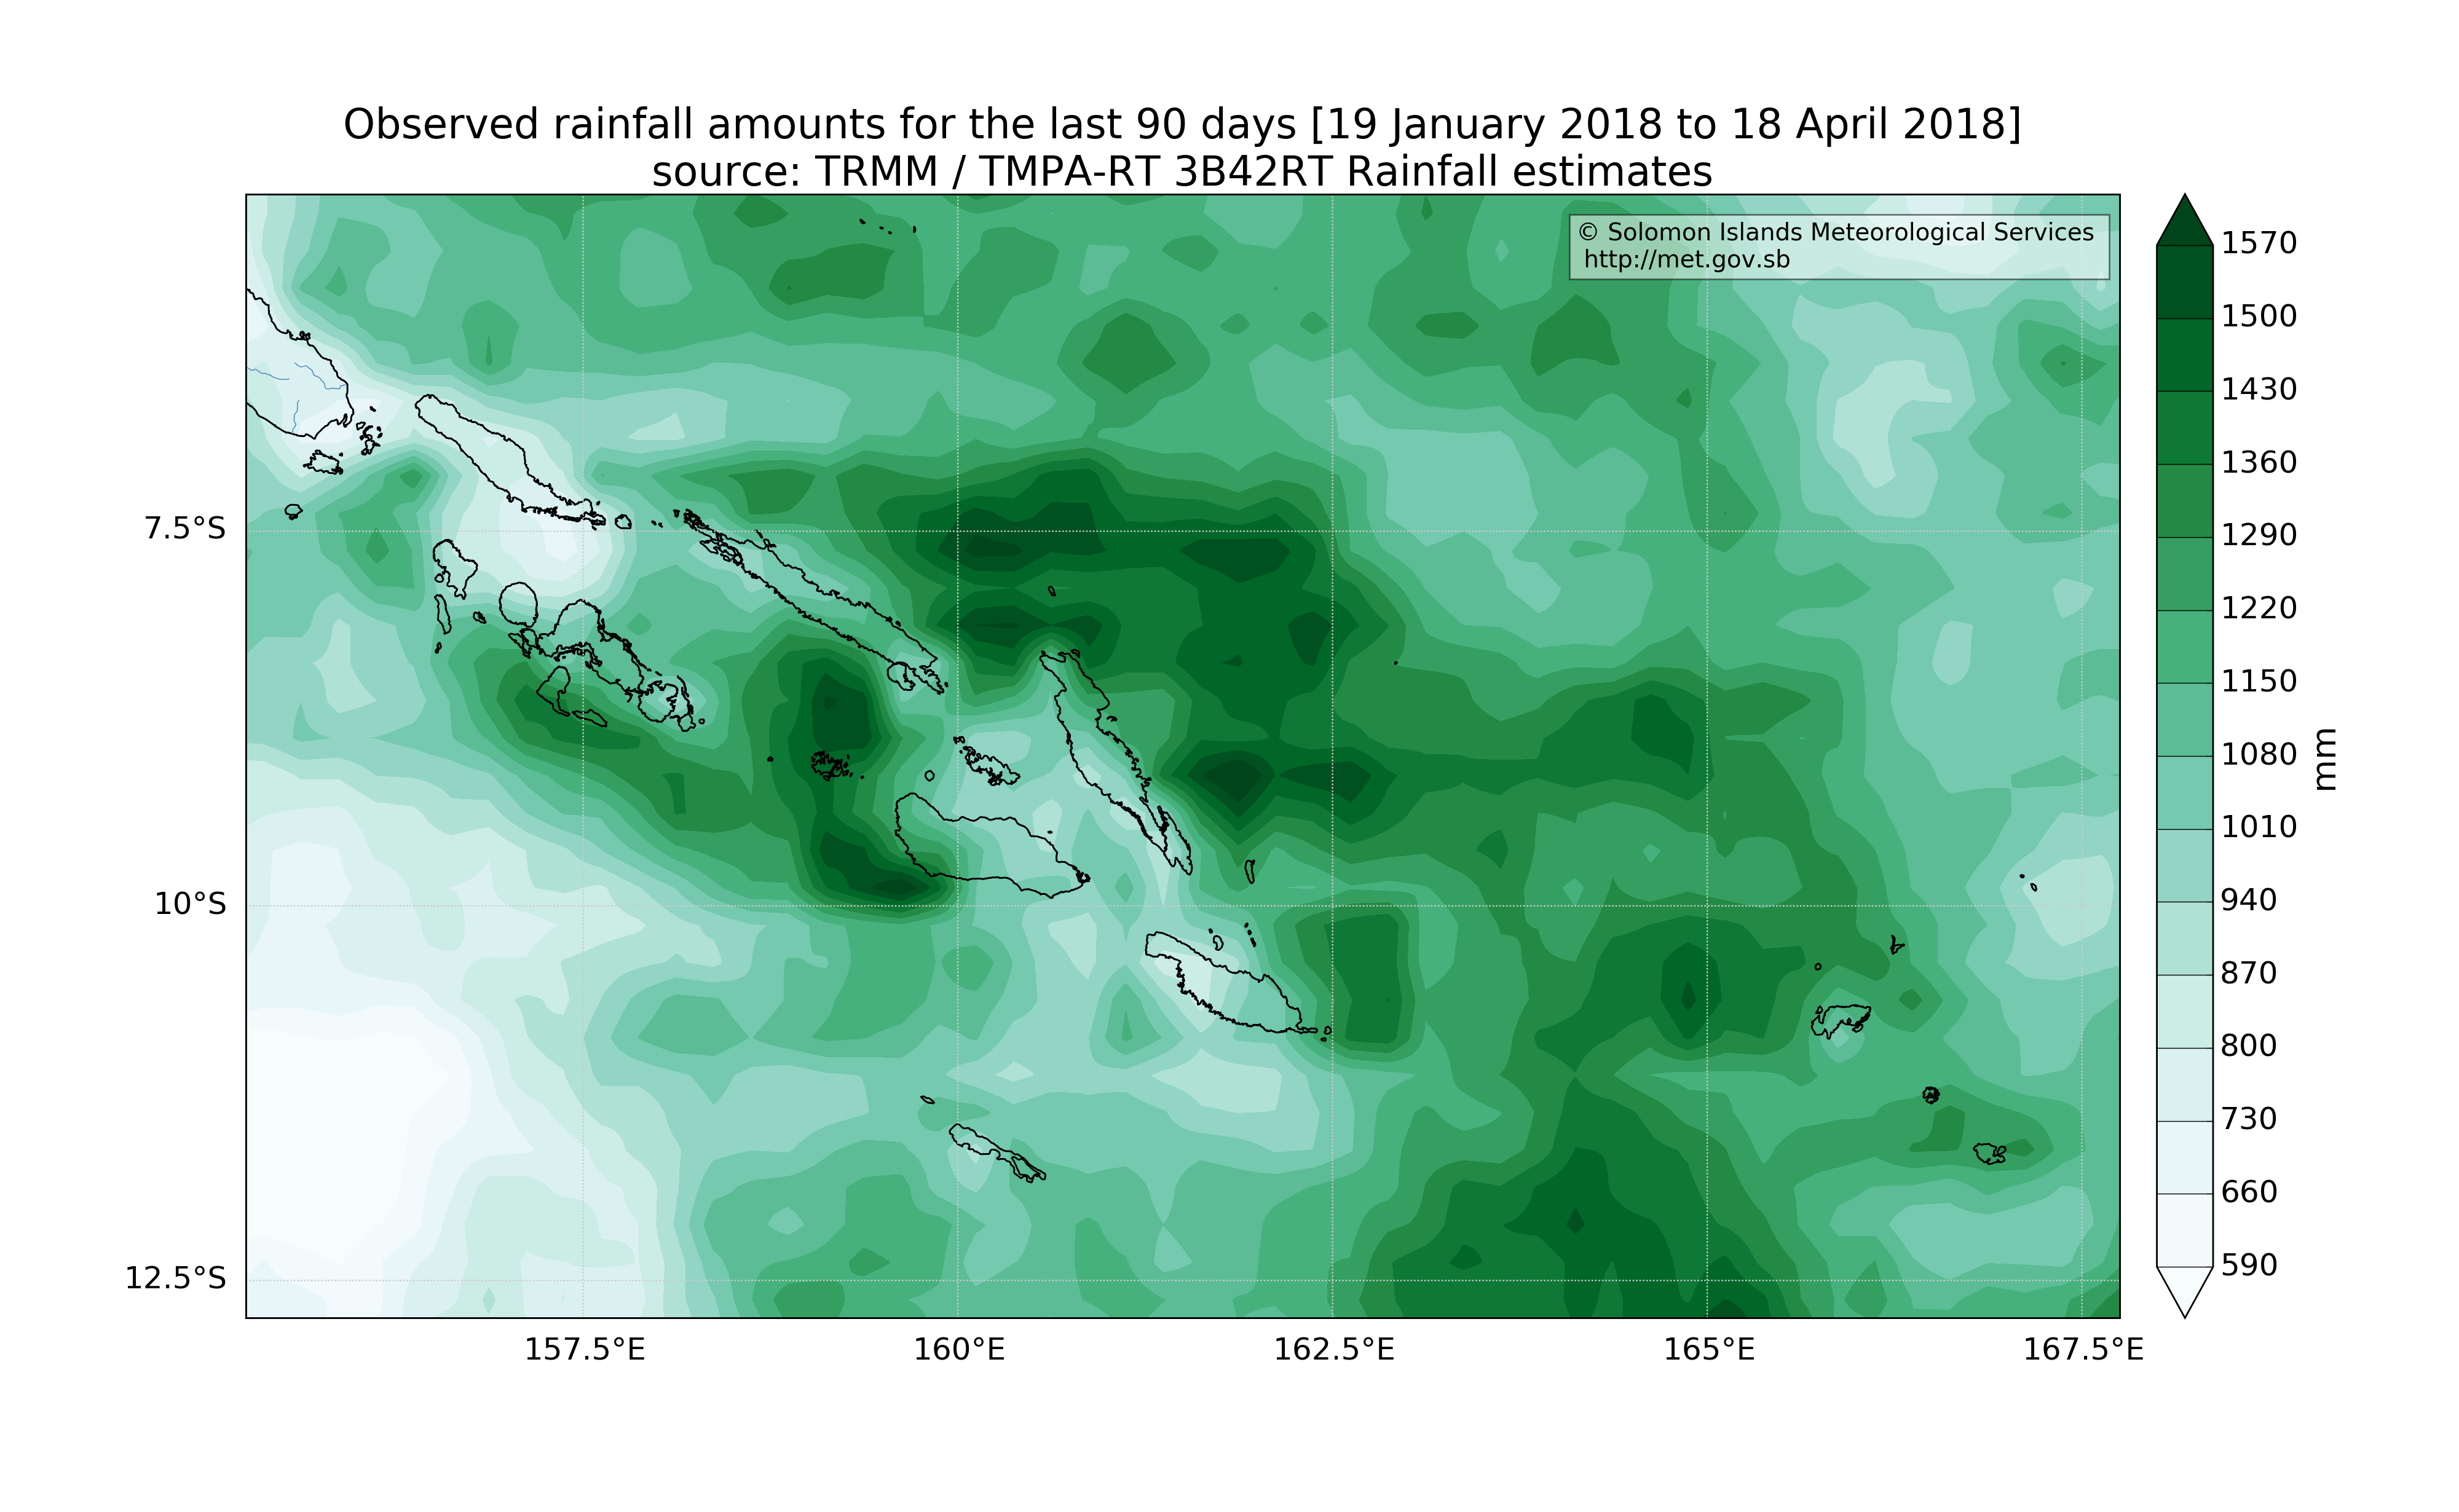 Observed rainfall amounts for the last 90 days [19 January 2018 to 18 April 2018]
source: TRMM / TMPA-RT 3B42RT Rainfall estimates
© Solomon Islands Meteorological Services
http://met.gov.sb
7.5°S
10°S
12.5°S
157.5°E
160°E
162.5°E
165°E
167.5°E
1570
1500
1430
1360
1290
1220
1150
1080
1010
940
870
800
730
660
590
mm